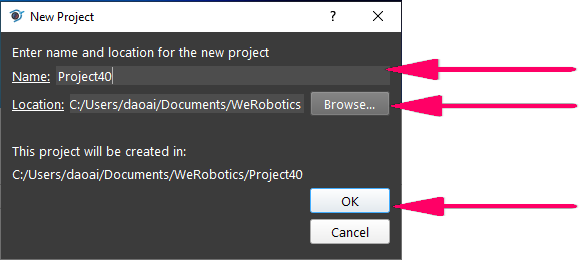 New Project
?
Enter name and location for the new project
Name: Project40
Location: C:/Users/daoai/Documents/WeRobotics Browse...
This project will be created in:
C:/Users/daoai/Documents/WeRobotics/Project40
OK
Cancel